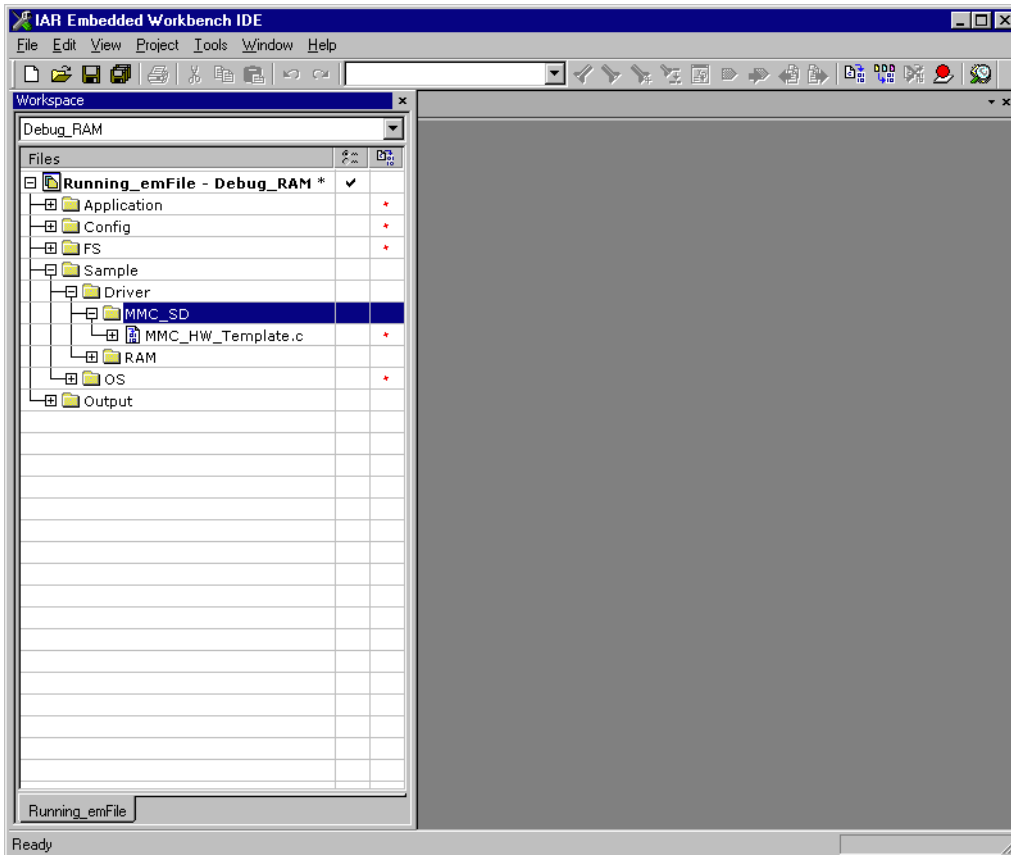 IAR Embedded Workbench IDE
File Edit View Project Tools Window Help
Workspace
Debug_RAM
Files
Running_emFile - Debug_RAM *
Application
Config
FS
Sample
Driver
MMC_SD
MMC_HW_Template.c
RAM
OS
Output
Running_emFile
Ready